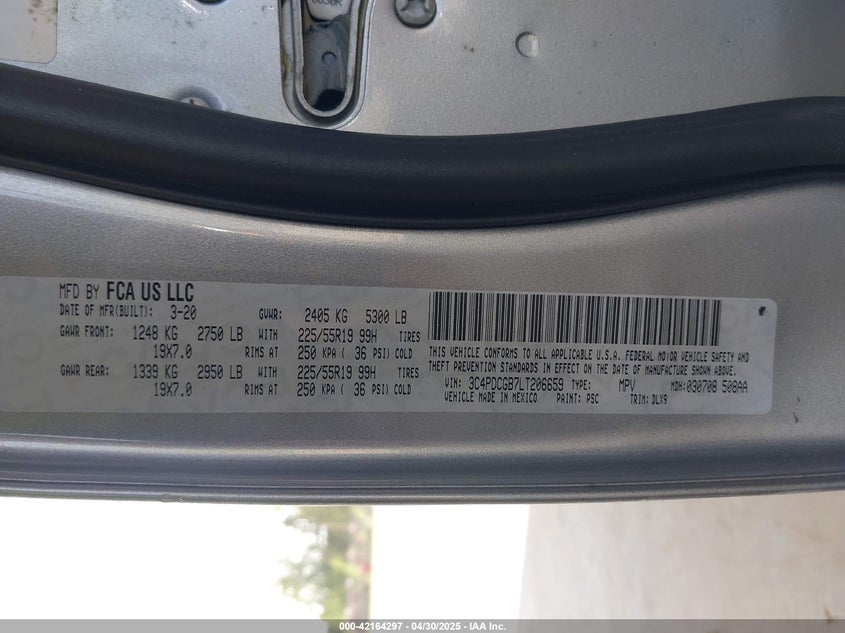 MFD BY FCA US LLC
DATE OF MFR(BUILT): 3-20 GVWR: 2405 KG 5300 LB
GAWR FRONT: 1248 KG 2750 LB WITH 225/55R19 99H TIRES
19X7.0 RIMS AT 250 KPA ( 36 PSI) COLD
GAWR REAR: 1339 KG 2950 LB WITH 225/55R19 99H TIRES
19X7.0 RIMS AT 250 KPA ( 36 PSI) COLD
THIS VEHICLE CONFORMS TO ALL APPLICABLE U.S.A. FEDERAL MOTOR VEHICLE SAFETY AND
THEFT PREVENTION STANDARDS IN EFFECT ON THE DATE OF MANUFACTURE SHOWN ABOVE.
VIN: 3C4PDCGB7LT206659 TYPE: MPV MDH: 030708 508AA
VEHICLE MADE IN MEXICO PAINT: PSC TRIM: DLX9
000-42164297 - 04/30/2025 - IAA Inc.